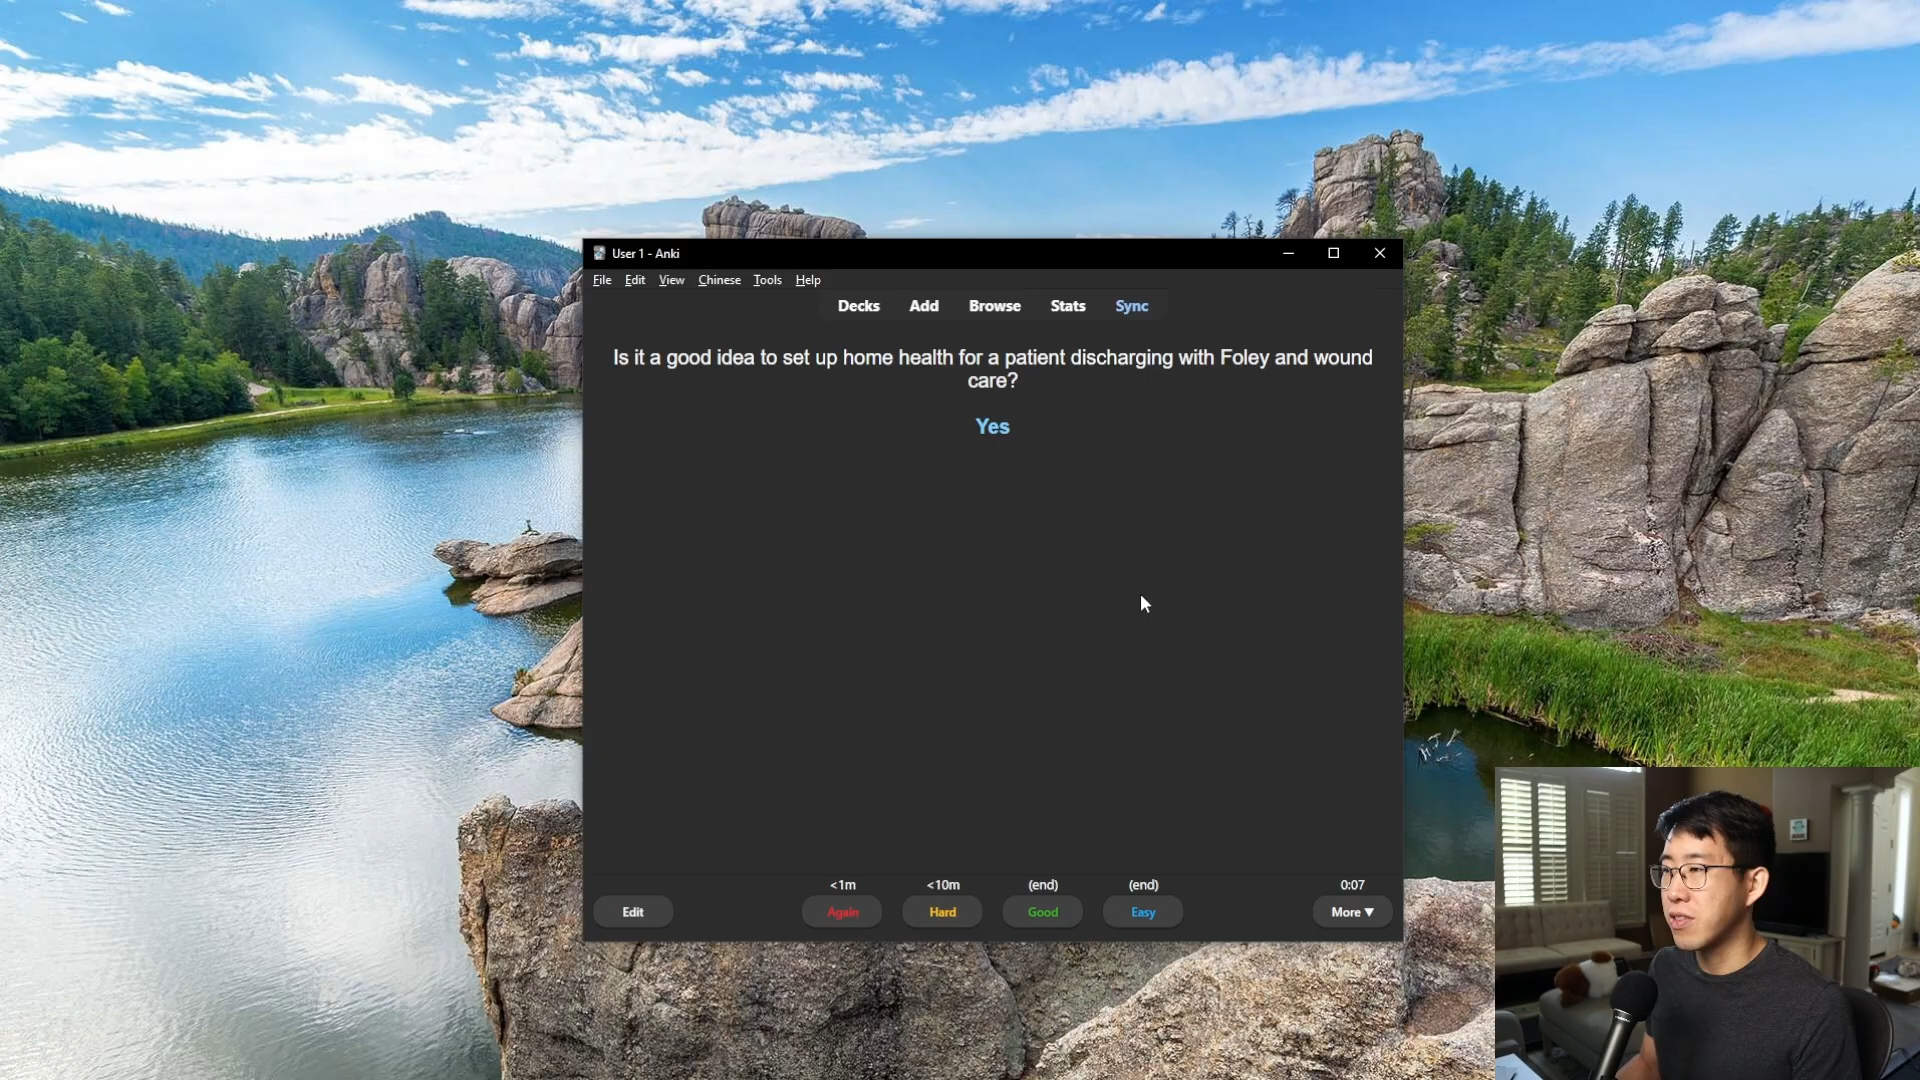 User 1 - Anki
File Edit View Chinese Tools Help
Decks Add Browse Stats Sync
Is it a good idea to set up home health for a patient discharging with Foley and wound
care?
Yes
<1m <10m (end) (end) 0:07
Edit Again Hard Good Easy More ▼